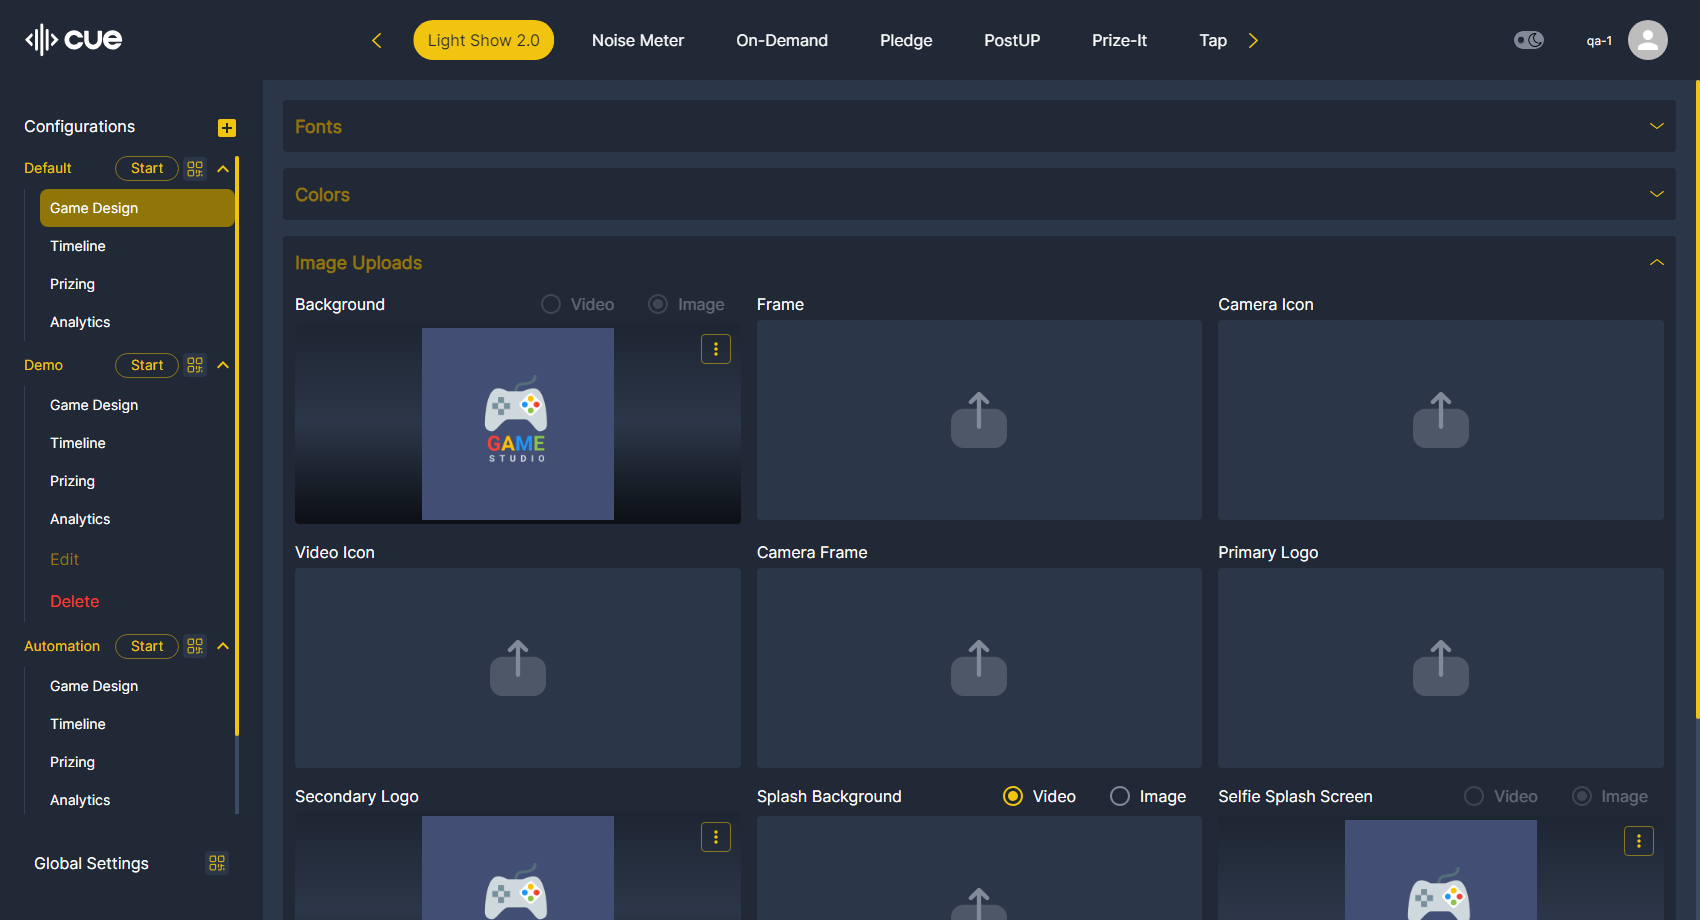 cue
Light Show 2.0
Noise Meter
On-Demand
Pledge
PostUP
Prize-It
Tap
qa-1
Configurations
Default
Start
Game Design
Timeline
Prizing
Analytics
Demo
Start
Game Design
Timeline
Prizing
Analytics
Edit
Delete
Automation
Start
Game Design
Timeline
Prizing
Analytics
Global Settings
Fonts
Colors
Image Uploads
Background
Video
Image
Frame
Camera Icon
GAME
STUDIO
Video Icon
Camera Frame
Primary Logo
Secondary Logo
Splash Background
Video
Image
Selfie Splash Screen
Video
Image